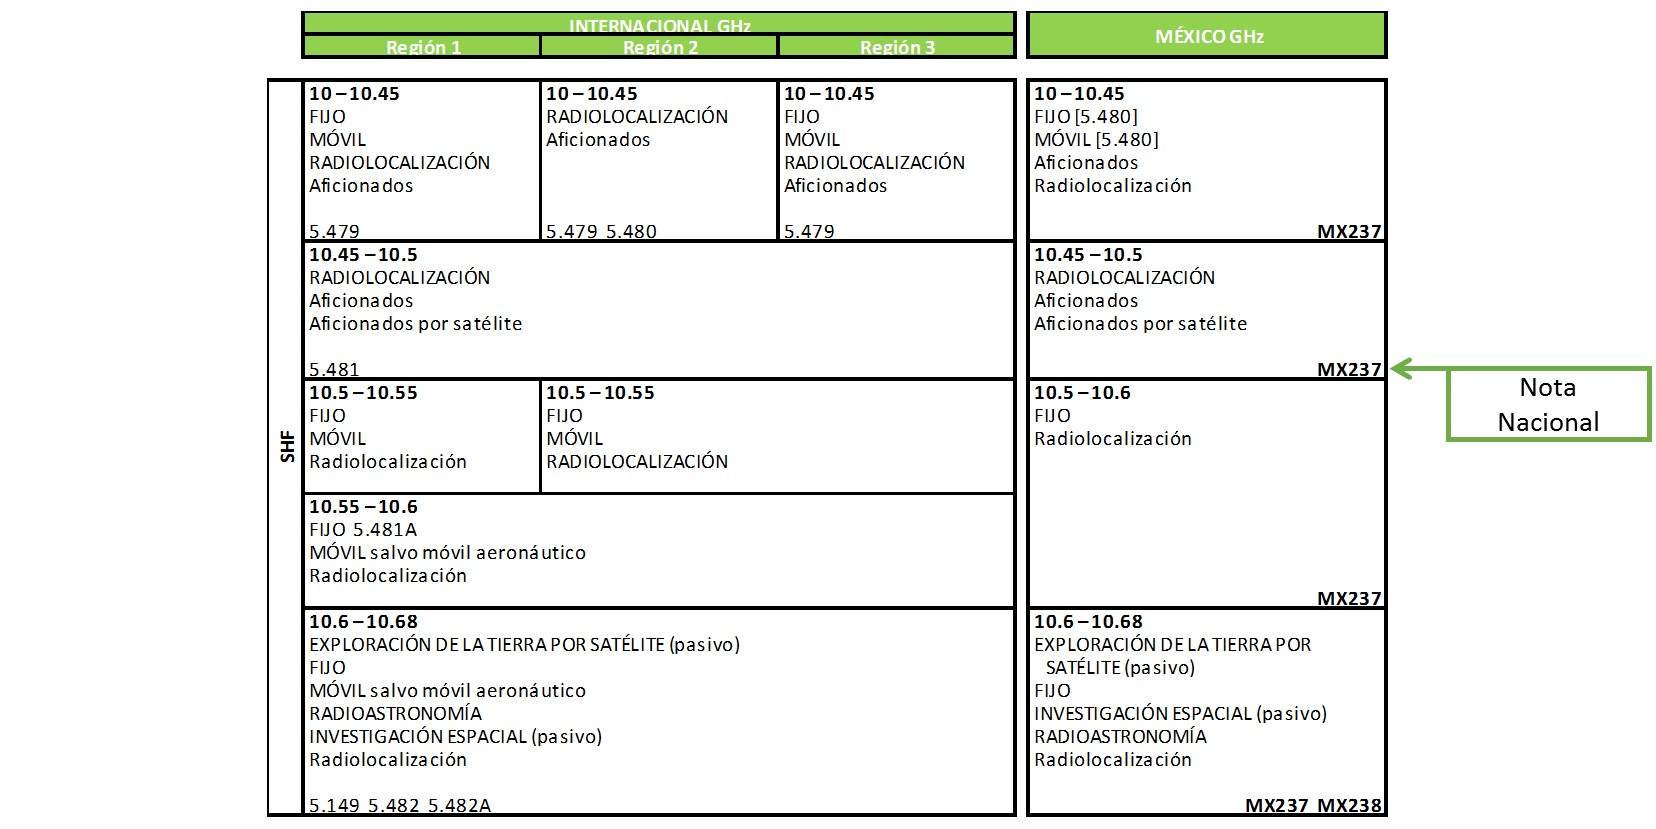 INTERNACIONAL GHz
Región 1
Región 2
Región 3
MÉXICO GHz
SHF
10 – 10.45
FIJO
MÓVIL
RADIOLOCALIZACIÓN
Aficionados
5.479
10 – 10.45
RADIOLOCALIZACIÓN
Aficionados
5.479 5.480
10 – 10.45
FIJO
MÓVIL
RADIOLOCALIZACIÓN
Aficionados
5.479
10 – 10.45
FIJO [5.480]
MÓVIL [5.480]
Aficionados
Radiolocalización
MX237
10.45 – 10.5
RADIOLOCALIZACIÓN
Aficionados
Aficionados por satélite
5.481
10.45 – 10.5
RADIOLOCALIZACIÓN
Aficionados
Aficionados por satélite
MX237
Nota
Nacional
10.5 – 10.55
FIJO
MÓVIL
Radiolocalización
10.5 – 10.55
FIJO
MÓVIL
RADIOLOCALIZACIÓN
10.5 – 10.6
FIJO
Radiolocalización
MX237
10.55 – 10.6
FIJO 5.481A
MÓVIL salvo móvil aeronáutico
Radiolocalización
10.6 – 10.68
EXPLORACIÓN DE LA TIERRA POR SATÉLITE (pasivo)
FIJO
MÓVIL salvo móvil aeronáutico
RADIOASTRONOMÍA
INVESTIGACIÓN ESPACIAL (pasivo)
Radiolocalización
5.149 5.482 5.482A
10.6 – 10.68
EXPLORACIÓN DE LA TIERRA POR
SATÉLITE (pasivo)
FIJO
INVESTIGACIÓN ESPACIAL (pasivo)
RADIOASTRONOMÍA
Radiolocalización
MX237 MX238